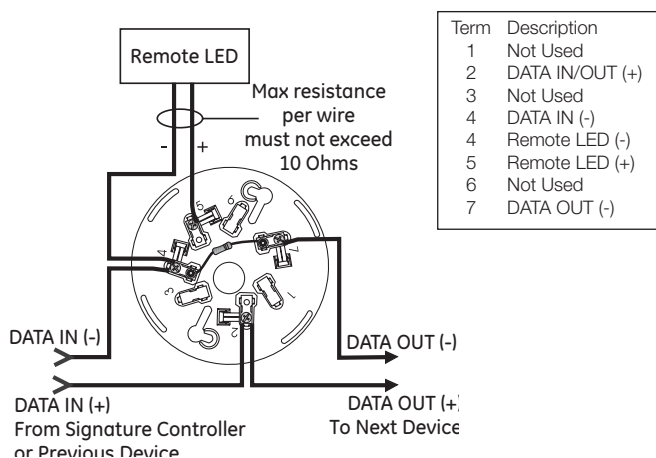 Remote LED
Max resistance
per wire
must not exceed
10 Ohms
- +
5
6
4
7
3
1
2
DATA IN (-)
DATA IN (+)
From Signature Controller
or Previous Device
DATA OUT (-)
DATA OUT (+)
To Next Device
Term Description
1 Not Used
2 DATA IN/OUT (+)
3 Not Used
4 DATA IN (-)
4 Remote LED (-)
5 Remote LED (+)
6 Not Used
7 DATA OUT (-)